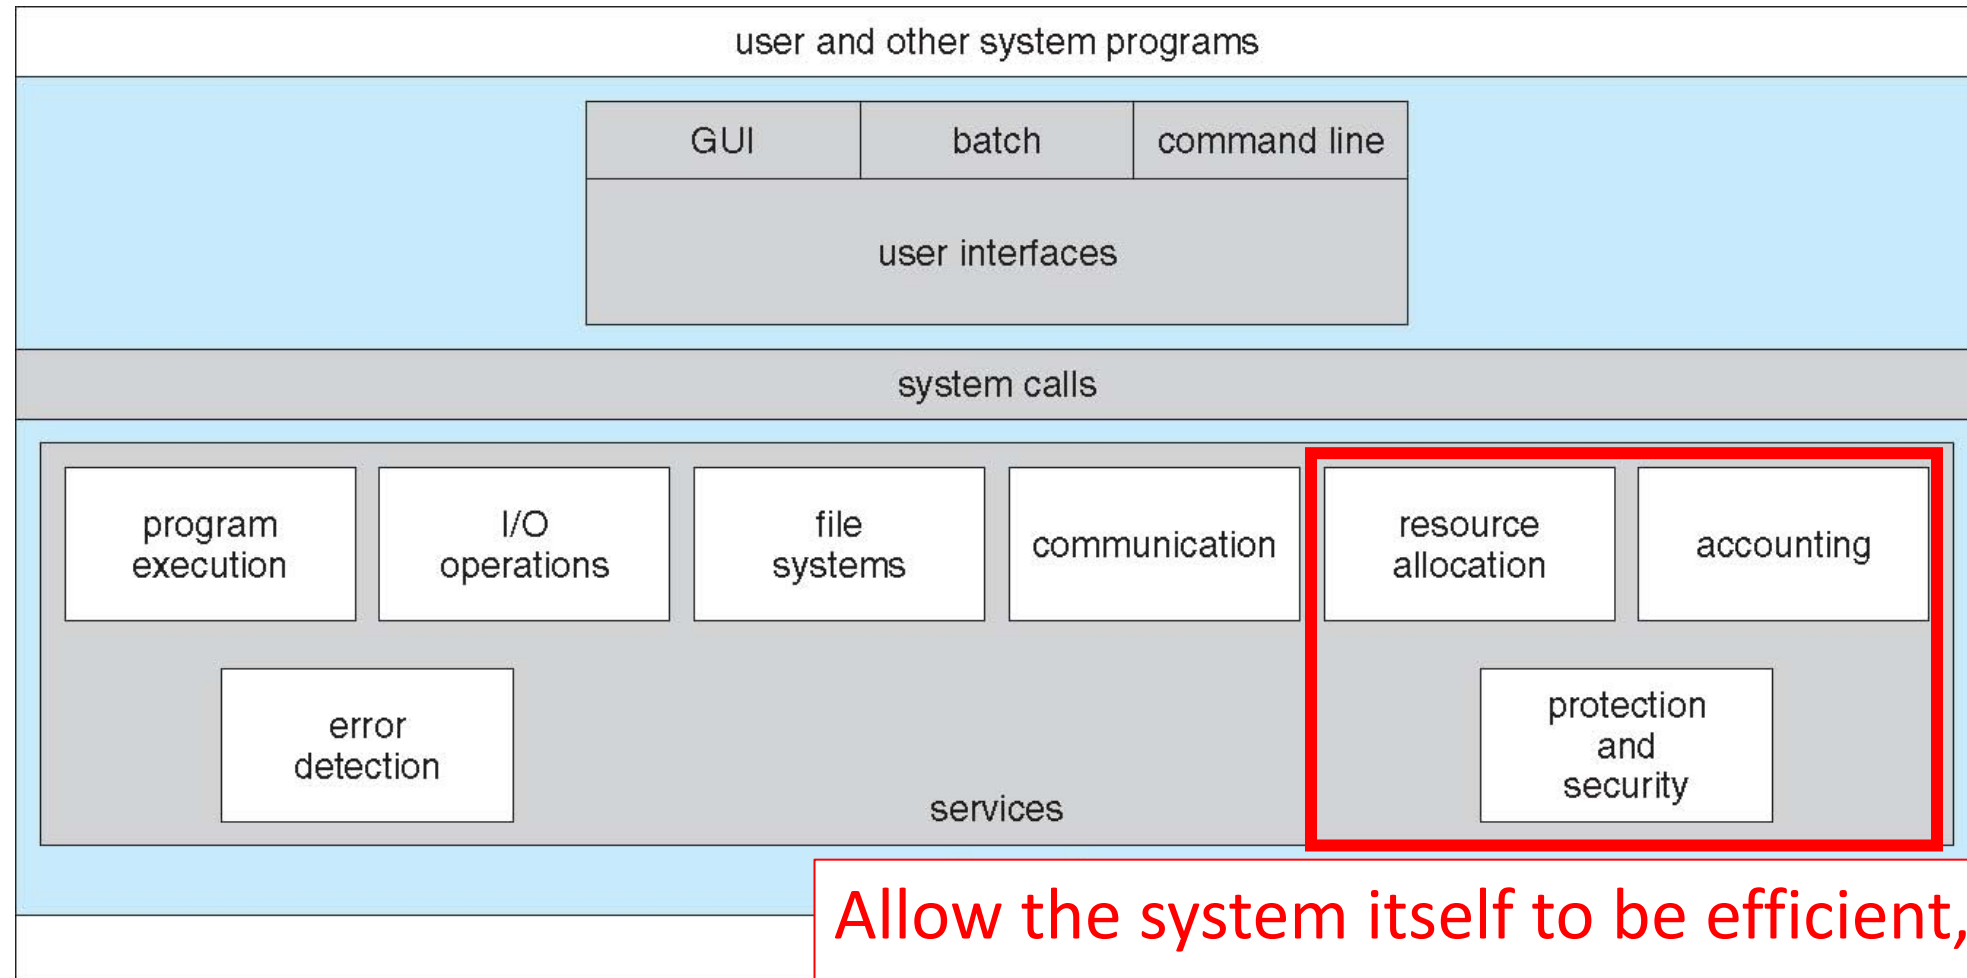 user and other system programs
GUI
batch
command line
user interfaces
system calls
program
execution
I/O
operations
file
systems
communication
resource
allocation
accounting
error
detection
protection
and
security
services
Allow the system itself to be efficient,